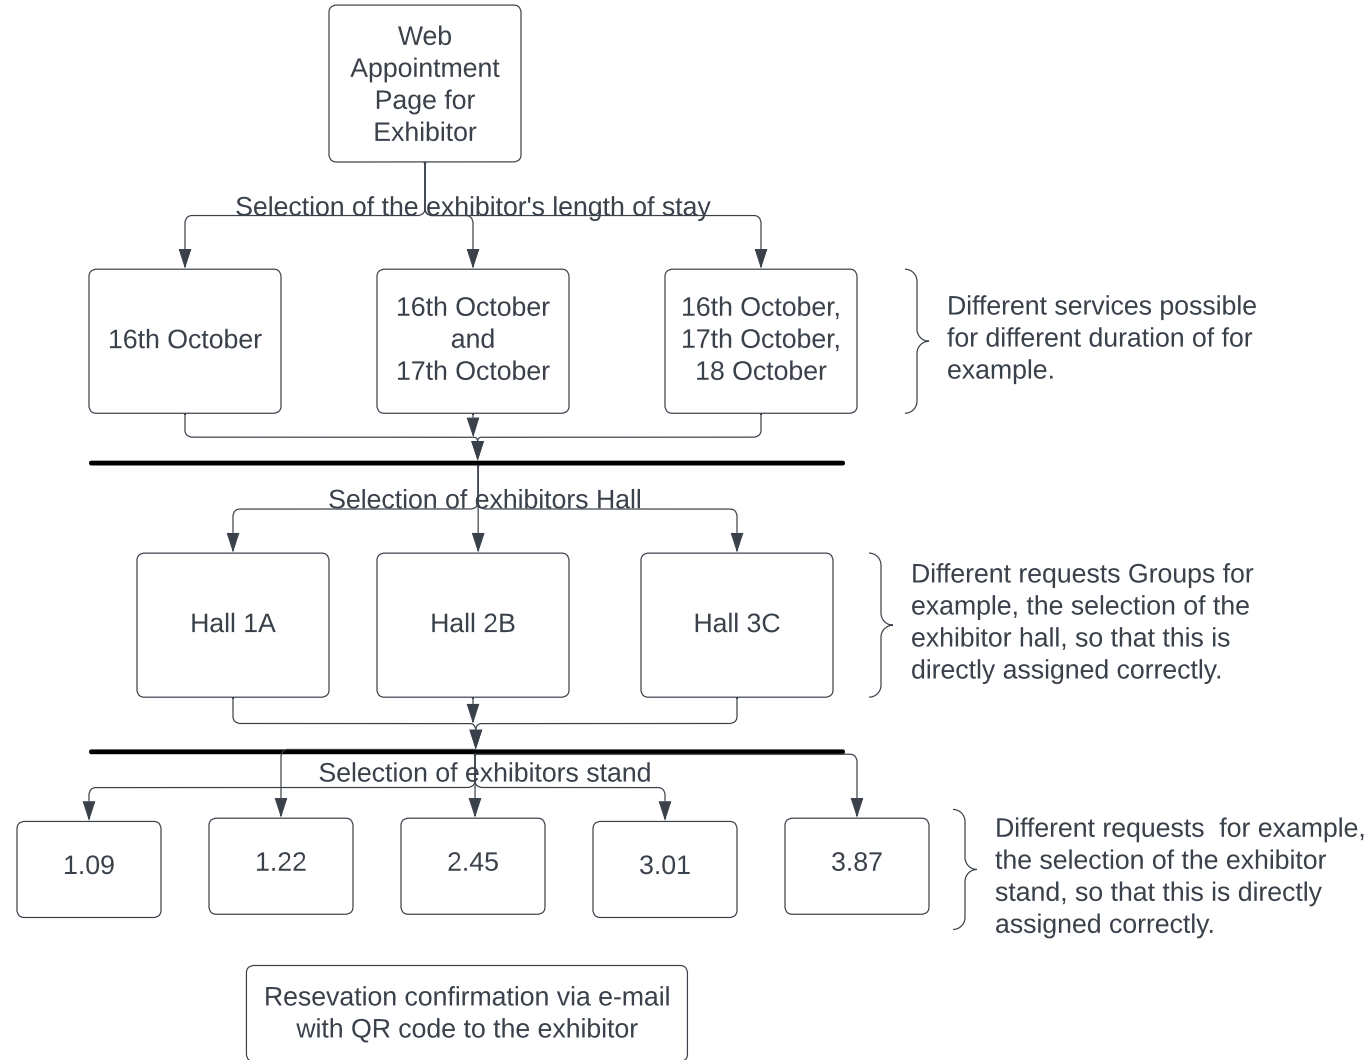 Web
Appointment
Page for
Exhibitor
Selection of the exhibitor's length of stay
16th October
16th October
and
17th October
16th October,
17th October,
18 October
Different services possible
for different duration of for
example.
Selection of exhibitors Hall
Hall 1A
Hall 2B
Hall 3C
Different requests Groups for
example, the selection of the
exhibitor hall, so that this is
directly assigned correctly.
Selection of exhibitors stand
1.09
1.22
2.45
3.01
3.87
Different requests  for example,
the selection of the exhibitor
stand, so that this is directly
assigned correctly.
Resevation confirmation via e-mail
with QR code to the exhibitor